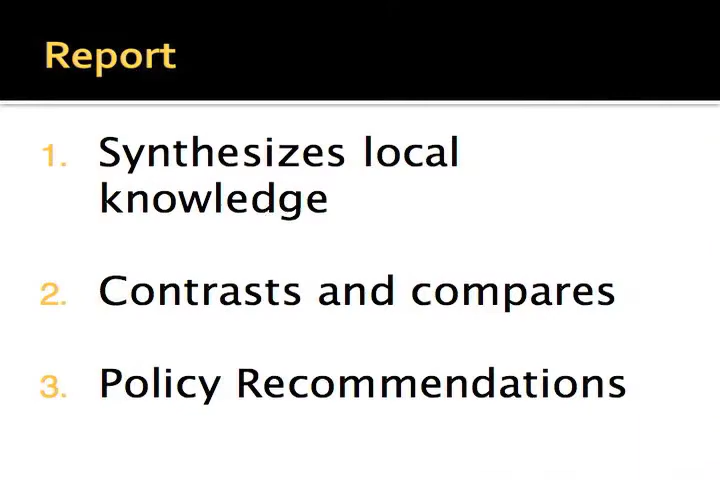 Report
1. Synthesizes local
knowledge
2. Contrasts and compares
3. Policy Recommendations